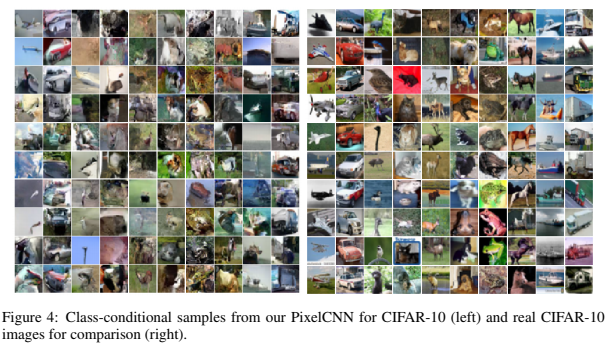 Figure 4: Class-conditional samples from our PixelCNN for CIFAR-10 (left) and real CIFAR-10
images for comparison (right).